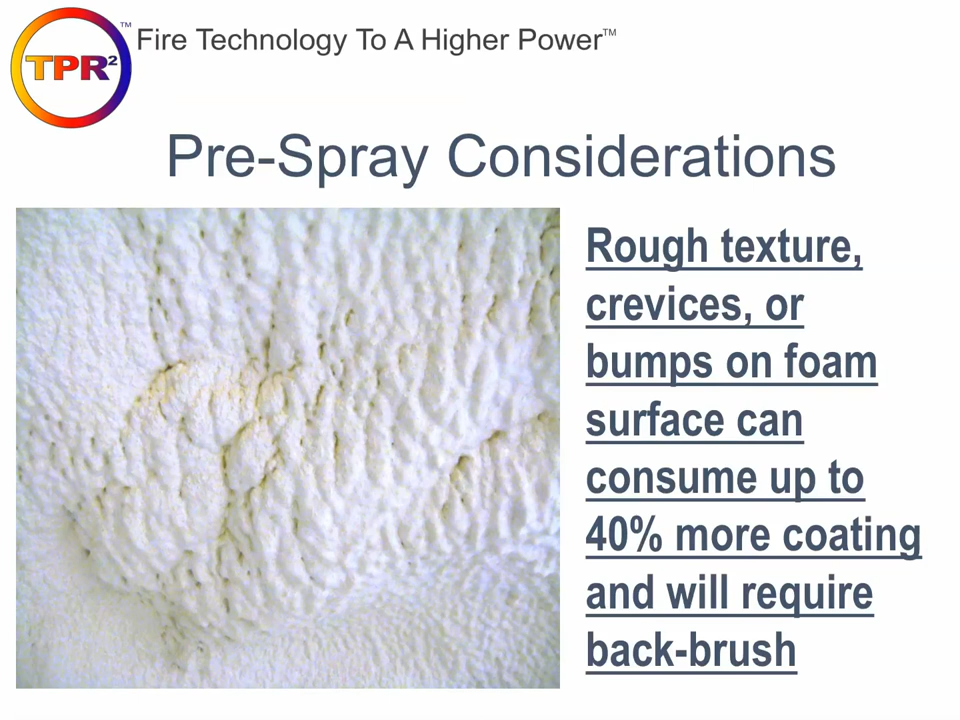 TPR²™
Fire Technology To A Higher Power™
Pre-Spray Considerations
Rough texture,
crevices, or
bumps on foam
surface can
consume up to
40% more coating
and will require
back-brush